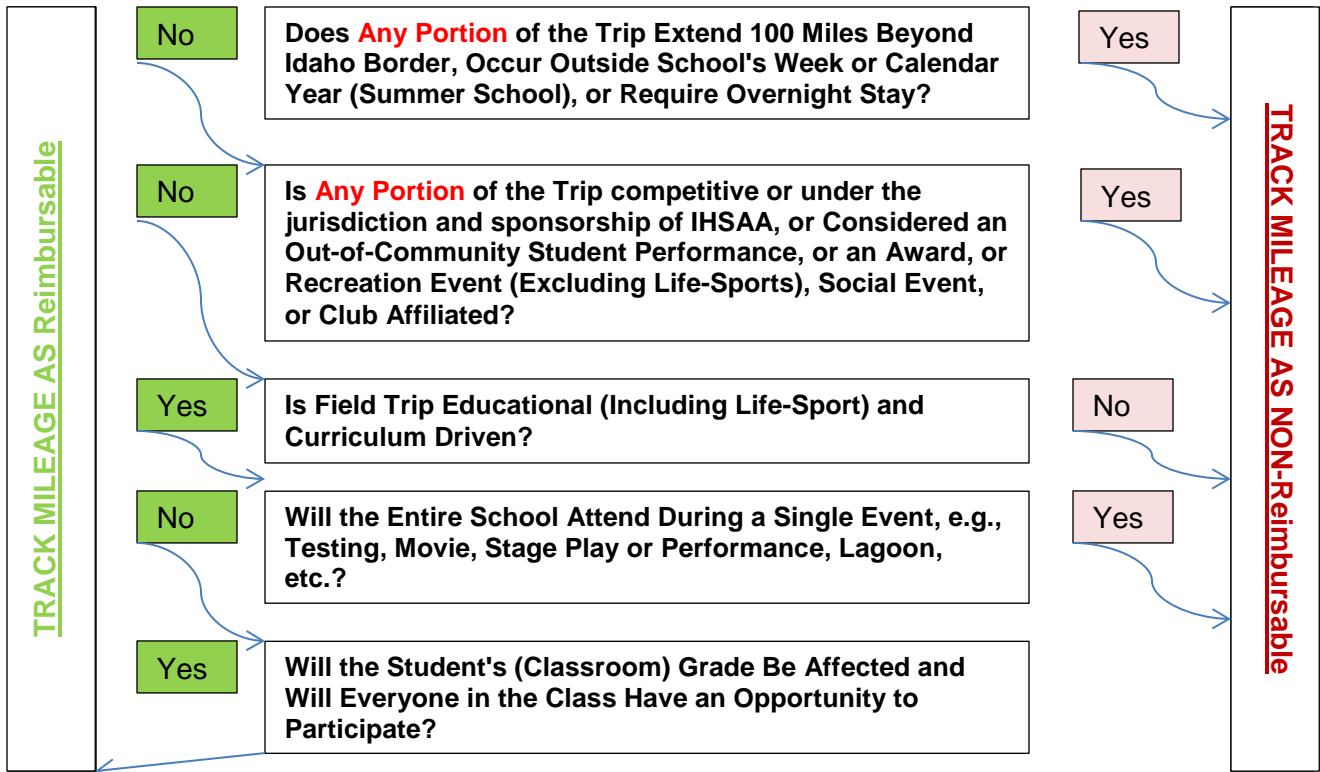 TRACK MILEAGE AS Reimbursable
No
Does Any Portion of the Trip Extend 100 Miles Beyond
Idaho Border, Occur Outside School's Week or Calendar
Year (Summer School), or Require Overnight Stay?
Yes
No
Is Any Portion of the Trip competitive or under the
jurisdiction and sponsorship of IHSAA, or Considered an
Out-of-Community Student Performance, or an Award, or
Recreation Event (Excluding Life-Sports), Social Event,
or Club Affiliated?
Yes
Yes
Is Field Trip Educational (Including Life-Sport) and
Curriculum Driven?
No
No
Will the Entire School Attend During a Single Event, e.g.,
Testing, Movie, Stage Play or Performance, Lagoon,
etc.?
Yes
Yes
Will the Student's (Classroom) Grade Be Affected and
Will Everyone in the Class Have an Opportunity to
Participate?
TRACK MILEAGE AS NON-Reimbursable